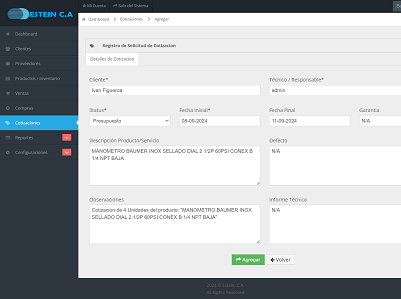 ESTEIN C.A
Mi Cuenta Salir del Sistema
Dashboard > Cotizaciones > Agregar
Dashboard
Clientes
Proveedores
Productos / Inventario
Ventas
Compras
Cotizaciones
Reportes
Configuraciones
Registro de Solicitud de Cotizacion
Detalles de Cotizacion
Cliente* Técnico / Responsable*
Ivan Figueroa admin
Status* Fecha Inicial* Fecha Final Garantía
Presupuesto 08-09-2024 11-09-2024 N/A
Descripción Producto/Servicio Defecto
MANOMETRO BAUMER INOX SELLADO DIAL 2 1/2P 60PSI CONEX B N/A
1/4 NPT BAJA
Observaciones Informe Técnico
Cotizacion de 4 Unidades del producto: "MANOMETRO BAUMER INOX N/A
SELLADO DIAL 2 1/2P 60PSI CONEX B 1/4 NPT BAJA"
Agregar Volver
2024 © Estein, C.A
All Rights Reserved